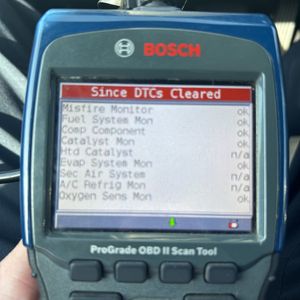 BOSCH
Since DTCs Cleared
Misfire Monitor ok
Fuel System Mon ok
Comp Component ok
Catalyst Mon ok
Htd Catalyst n/a
Evap System Mon ok
Sec Air System n/a
A/C Refrig Mon n/a
Oxygen Sens Mon ok
ProGrade OBD II Scan Tool